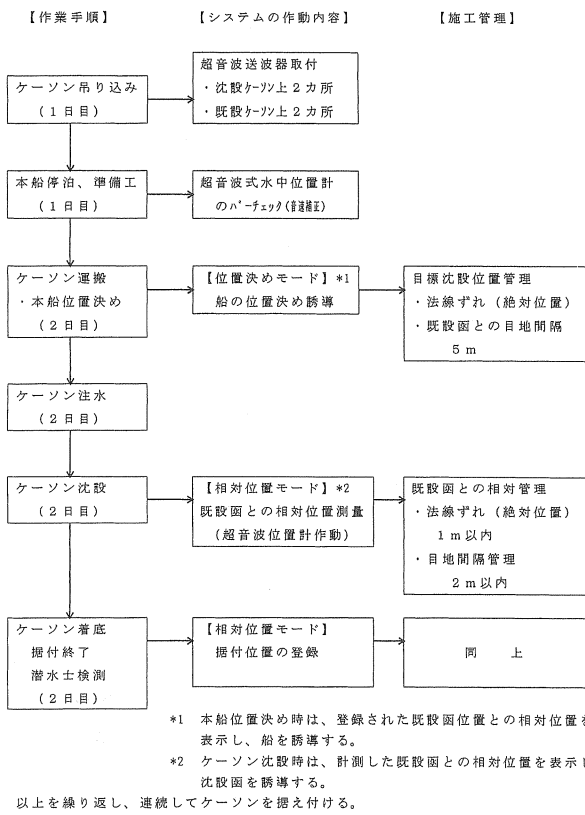 【作業手順】 【システムの作動内容】 【施工管理】
ケーソン吊り込み
(1日目)
超音波送波器取付
・沈設ｹｰｿﾝ上2カ所
・既設ｹｰｿﾝ上2カ所
本船停泊、準備工
(1日目)
超音波式水中位置計
のﾊﾞｰチェック(音速補正)
ケーソン運搬
・本船位置決め
(2日目)
【位置決めモード】*1
船の位置決め誘導
目標沈設位置管理
・法線ずれ(絶対位置)
・既設函との目地間隔
5m
ケーソン注水
(2日目)
ケーソン沈設
(2日目)
【相対位置モード】*2
既設函との相対位置測量
(超音波位置計作動)
既設函との相対管理
・法線ずれ(絶対位置)
1m以内
・目地間隔管理
2m以内
ケーソン着底
据付終了
潜水士検測
(2日目)
【相対位置モード】
据付位置の登録
同 上
*1 本船位置決め時は、登録された既設函位置との相対位置を
表示し、船を誘導する。
*2 ケーソン沈設時は、計測した既設函との相対位置を表示し
沈設函を誘導する。
以上を繰り返し、連続してケーソンを据え付ける。